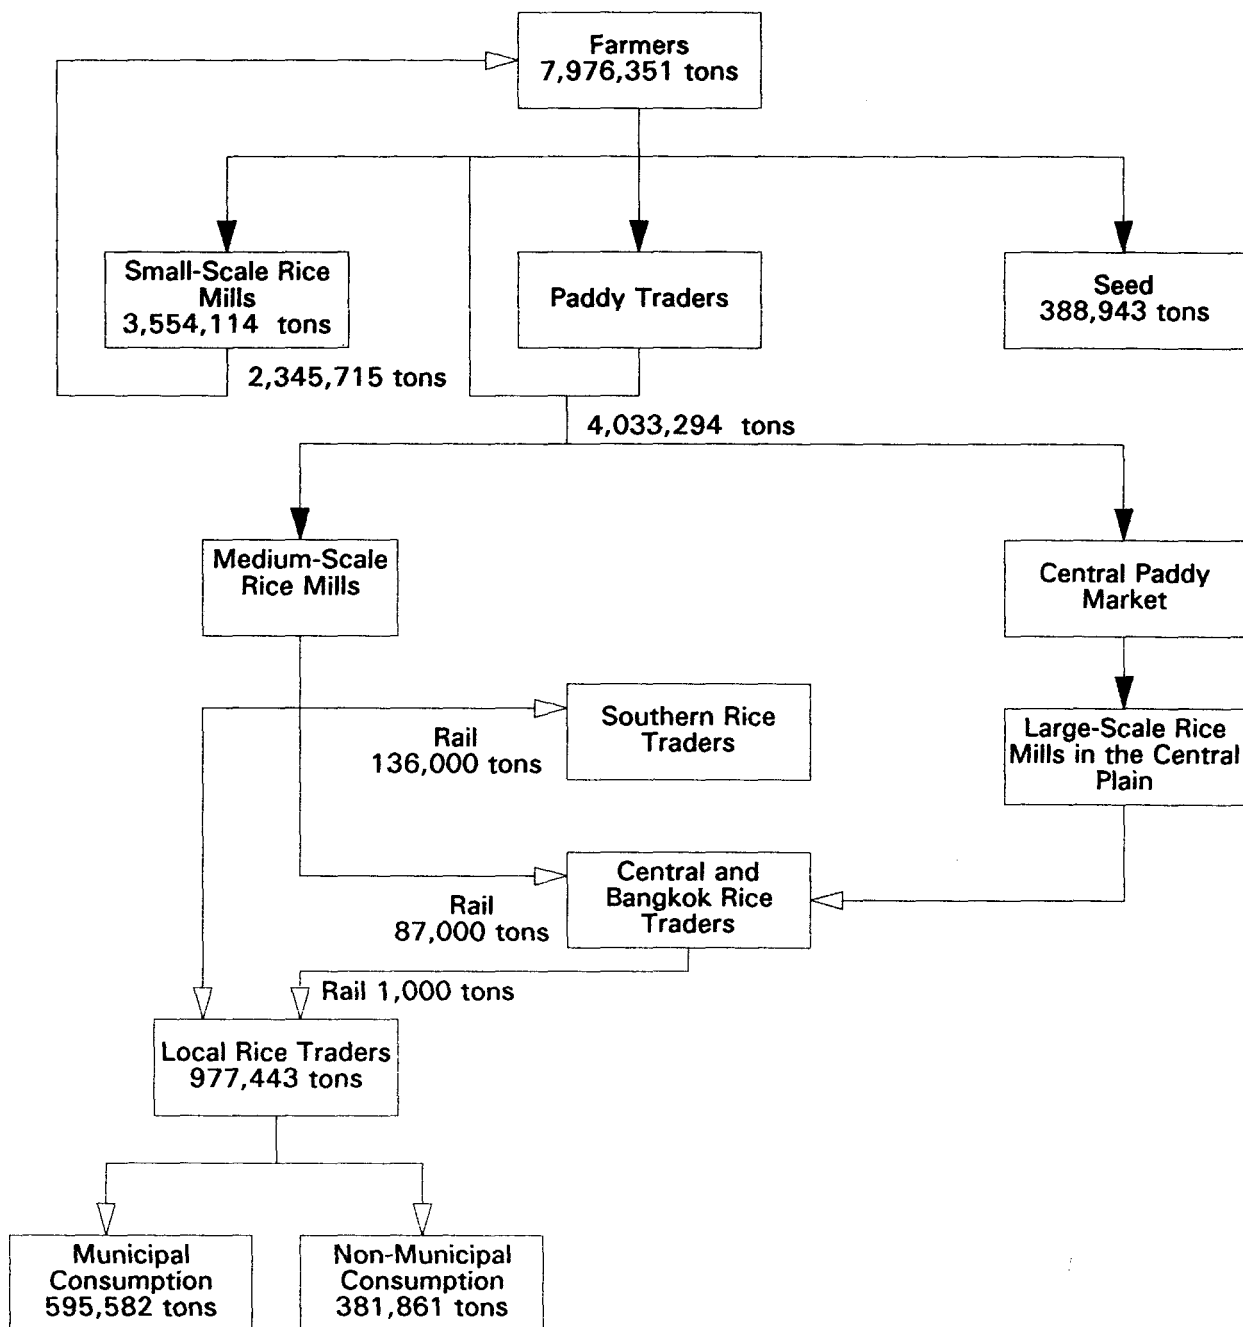 Farmers
7,976,351 tons
Small-Scale Rice
Mills
3,554,114 tons
Paddy Traders
Seed
388,943 tons
2,345,715 tons
4,033,294 tons
Medium-Scale
Rice Mills
Central Paddy
Market
Rail
136,000 tons
Southern Rice
Traders
Large-Scale Rice
Mills in the Central
Plain
Rail
87,000 tons
Central and
Bangkok Rice
Traders
Rail 1,000 tons
Local Rice Traders
977,443 tons
Municipal
Consumption
595,582 tons
Non-Municipal
Consumption
381,861 tons